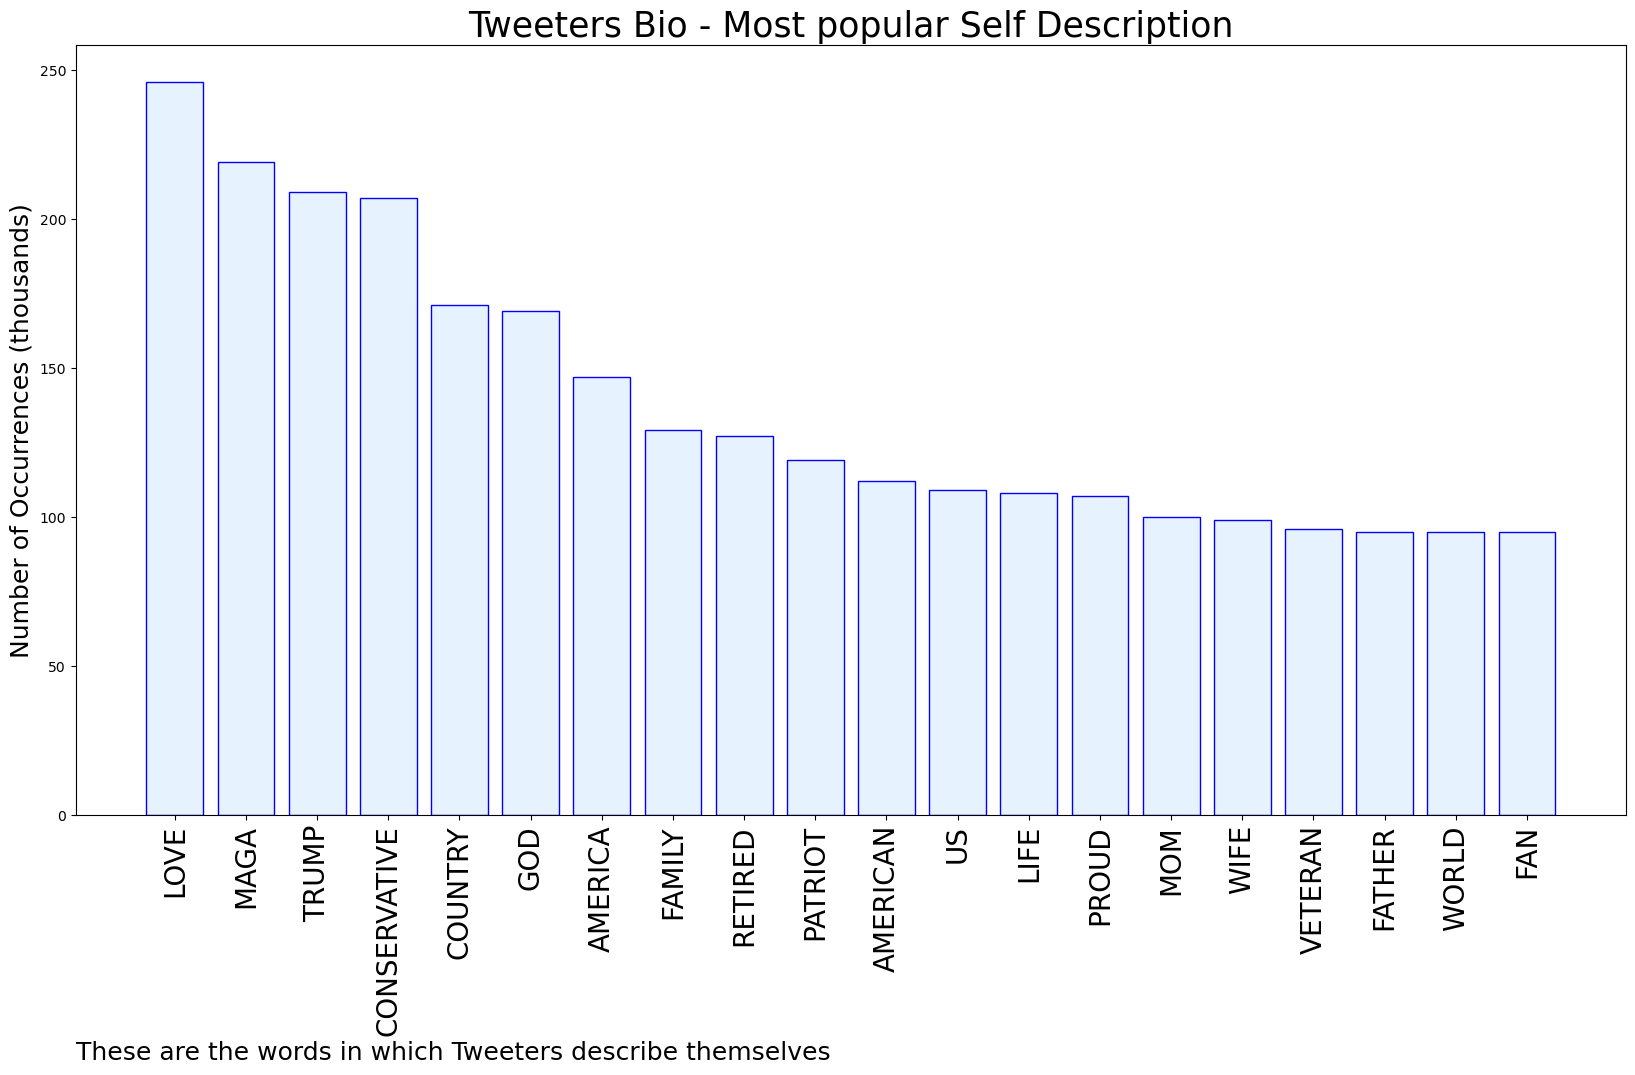 Tweeters Bio - Most popular Self Description
Number of Occurrences (thousands)
250
200
150
100
50
0
LOVE
MAGA
TRUMP
CONSERVATIVE
COUNTRY
GOD
AMERICA
FAMILY
RETIRED
PATRIOT
AMERICAN
US
LIFE
PROUD
MOM
WIFE
VETERAN
FATHER
WORLD
FAN
These are the words in which Tweeters describe themselves